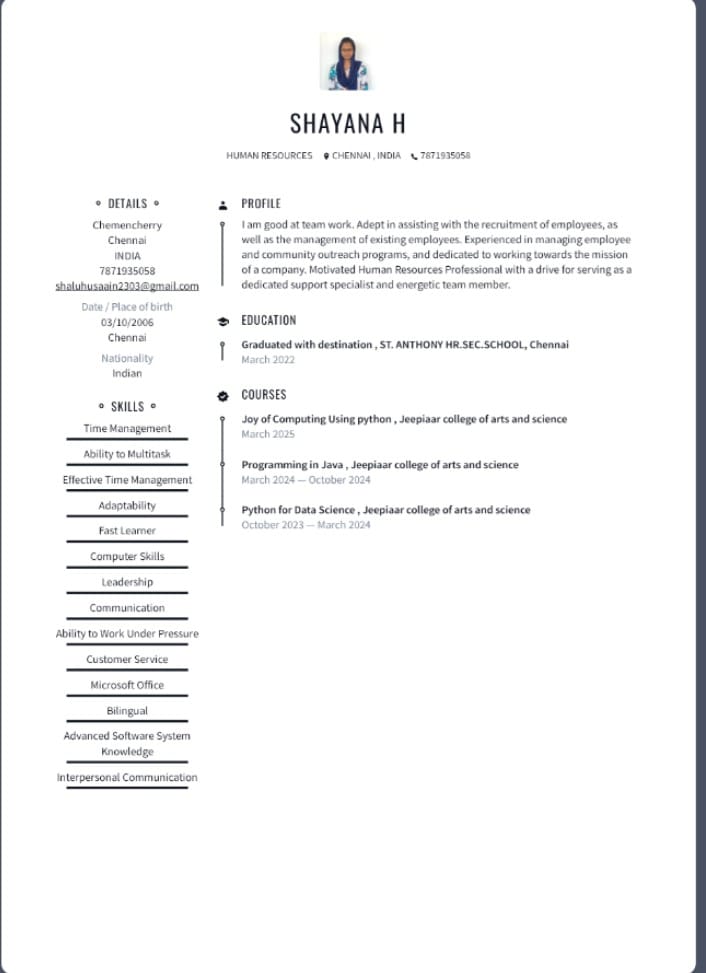 SHAYANA H
HUMAN RESOURCES CHENNAI , INDIA 7871935058
DETAILS
Chemencherry
Chennai
INDIA
7871935058
shaluhusaain2303@gmail.com
Date / Place of birth
03/10/2006
Chennai
Nationality
Indian
SKILLS
Time Management
Ability to Multitask
Effective Time Management
Adaptability
Fast Learner
Computer Skills
Leadership
Communication
Ability to Work Under Pressure
Customer Service
Microsoft Office
Bilingual
Advanced Software System
Knowledge
Interpersonal Communication
PROFILE
I am good at team work. Adept in assisting with the recruitment of employees, as
well as the management of existing employees. Experienced in managing employee
and community outreach programs, and dedicated to working towards the mission
of a company. Motivated Human Resources Professional with a drive for serving as a
dedicated support specialist and energetic team member.
EDUCATION
Graduated with destination , ST. ANTHONY HR.SEC.SCHOOL, Chennai
March 2022
COURSES
Joy of Computing Using python , Jeepiaar college of arts and science
March 2025
Programming in Java , Jeepiaar college of arts and science
March 2024 — October 2024
Python for Data Science , Jeepiaar college of arts and science
October 2023 — March 2024